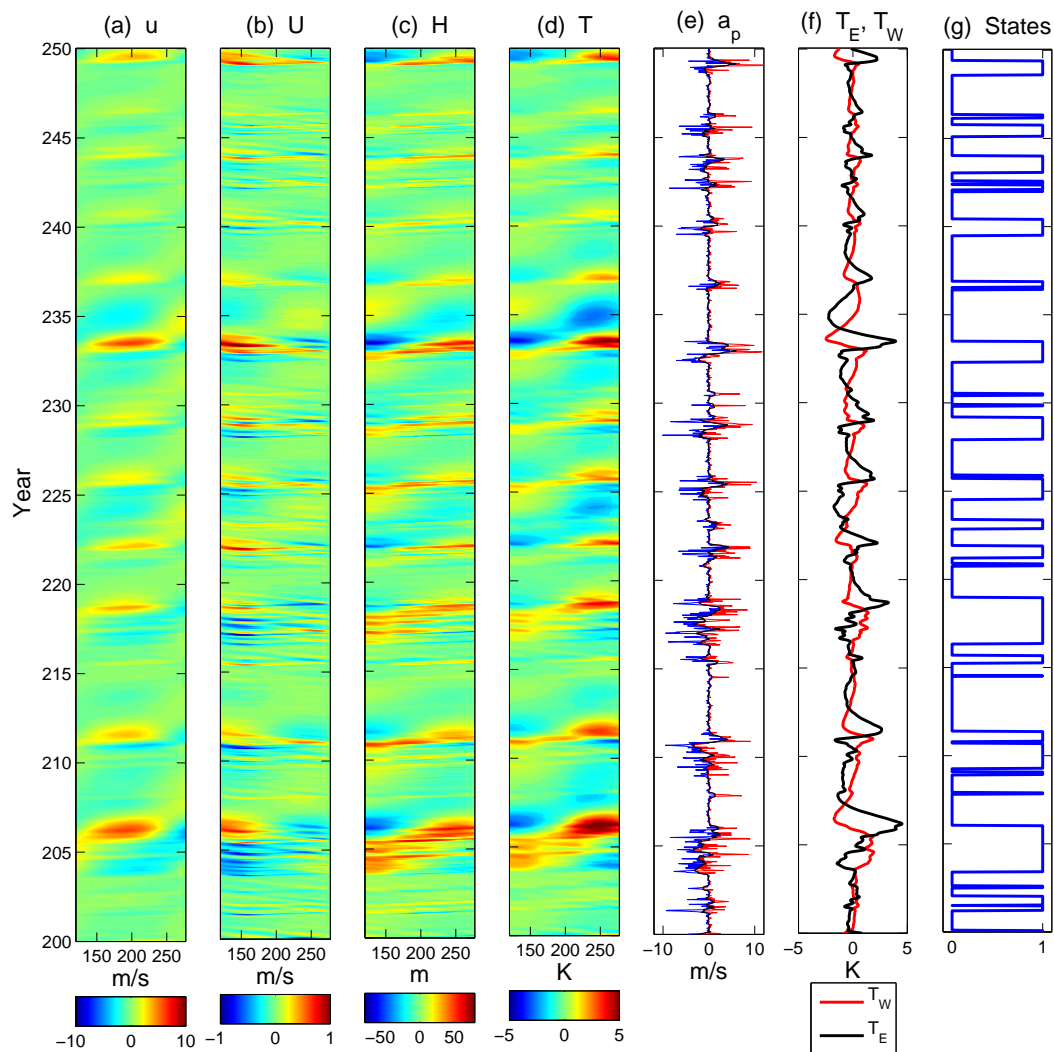 (a) u
(b) U
(c) H
(d) T
(e) a_p
(f) T_E, T_W
(g) States
Year
250
245
240
235
230
225
220
215
210
205
200
150 200 250
150 200 250
150 200 250
150 200 250
−10 0 10
−5 0 5
0 1
m/s
m/s
m
K
m/s
K
−10 0 10
−1 0 1
−50 0 50
−5 0 5
T_W
T_E